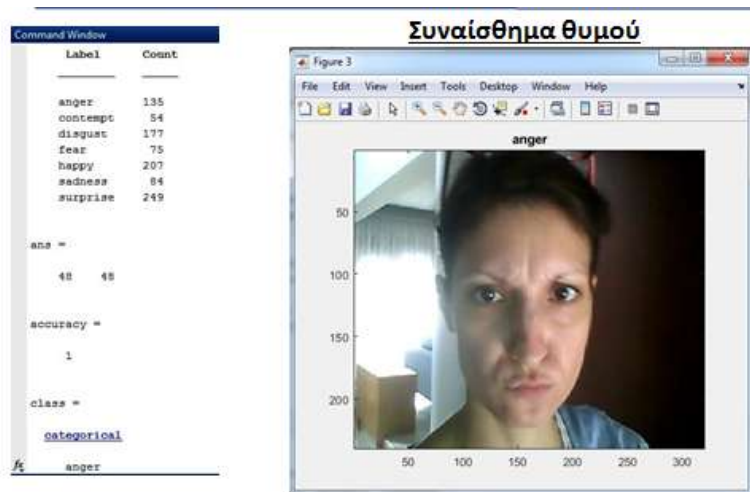 Συναίσθημα θυμού
Command Window
Label Count
anger 135
contempt 54
disgust 177
fear 75
happy 207
sadness 84
surprise 249
ans =
48 48
accuracy =
1
class =
categorical
anger
fx
Figure 3
File Edit View Insert Tools Desktop Window Help
anger
50
100
150
200
50 100 150 200 250 300